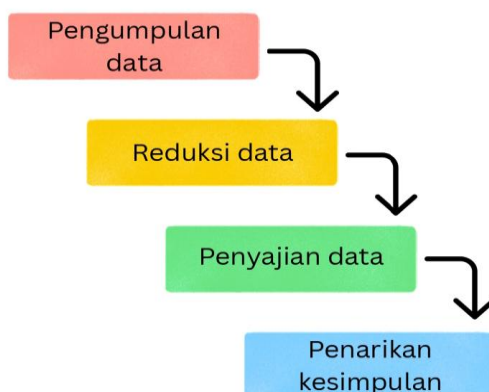 Pengumpulan
data
Reduksi data
Penyajian data
Penarikan
kesimpulan